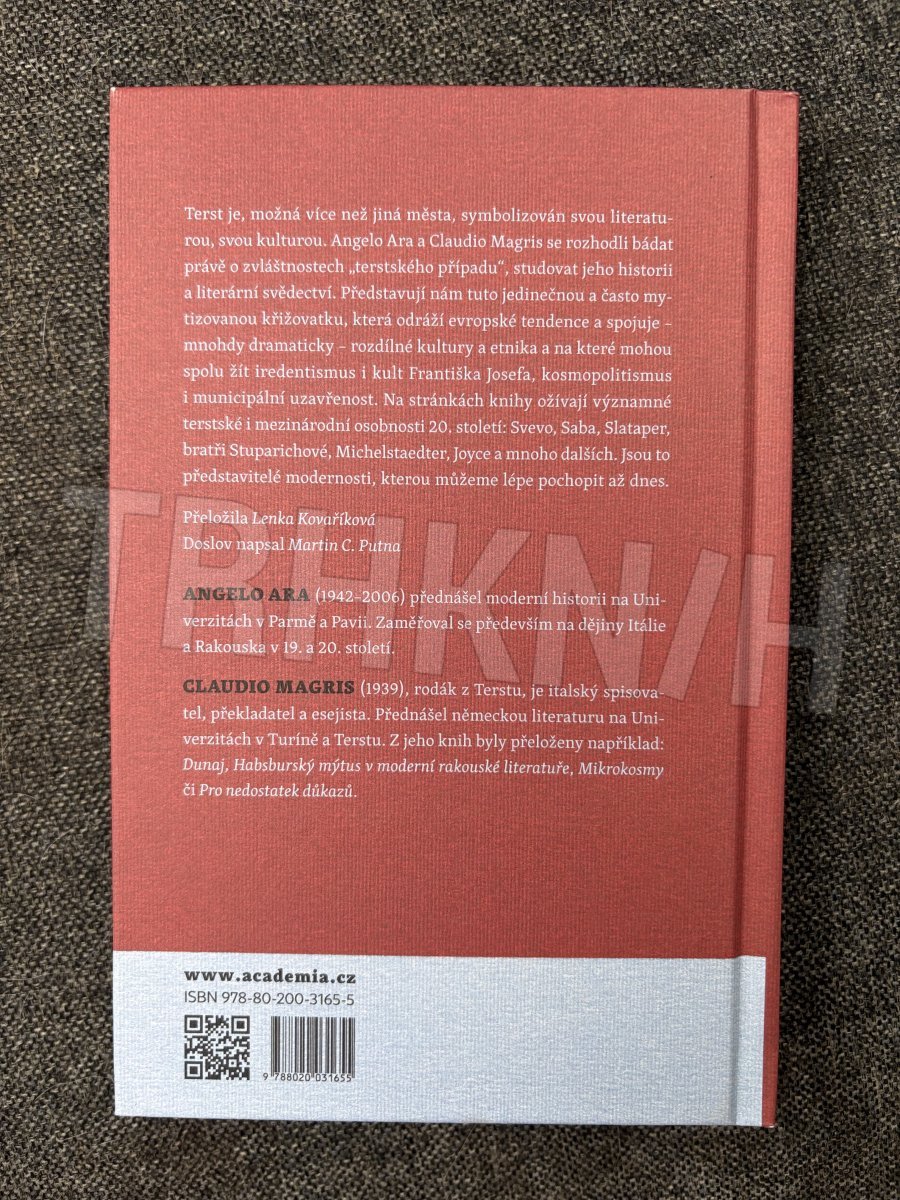 Terst je, možná více než jiná města, symbolizován svou literatu-
rou, svou kulturou. Angelo Ara a Claudio Magris se rozhodli bádat
právě o zvláštnostech „terstského případu“, studovat jeho historii
a literární svědectví. Představují nám tuto jedinečnou a často my-
tizovanou křižovatku, která odráží evropské tendence a spojuje –
mnohdy dramaticky – rozdílné kultury a etnika a na které mohou
spolu žít iredentismus i kult Františka Josefa, kosmopolitismus
i municipální uzavřenost. Na stránkách knihy ožívají významné
terstské i mezinárodní osobnosti 20. století: Svevo, Saba, Slataper,
bratři Stuparichové, Michelstaedter, Joyce a mnoho dalších. Jsou to
představitelé modernosti, kterou můžeme lépe pochopit až dnes.
Přeložila Lenka Kovaříková
Doslov napsal Martin C. Putna
TRHKNIH
ANGELO ARA (1942–2006) přednášel moderní historii na Uni-
verzitách v Parmě a Pavii. Zaměřoval se především na dějiny Itálie
a Rakouska v 19. a 20. století.
CLAUDIO MAGRIS (1939), rodák z Terstu, je italský spisova-
tel, překladatel a esejista. Přednášel německou literaturu na Uni-
verzitách v Turíně a Terstu. Z jeho knih byly přeloženy například:
Dunaj, Habsburský mýtus v moderní rakouské literatuře, Mikrokosmy
či Pro nedostatek důkazů.
www.academia.cz
ISBN 978-80-200-3165-5
9 788020 031655